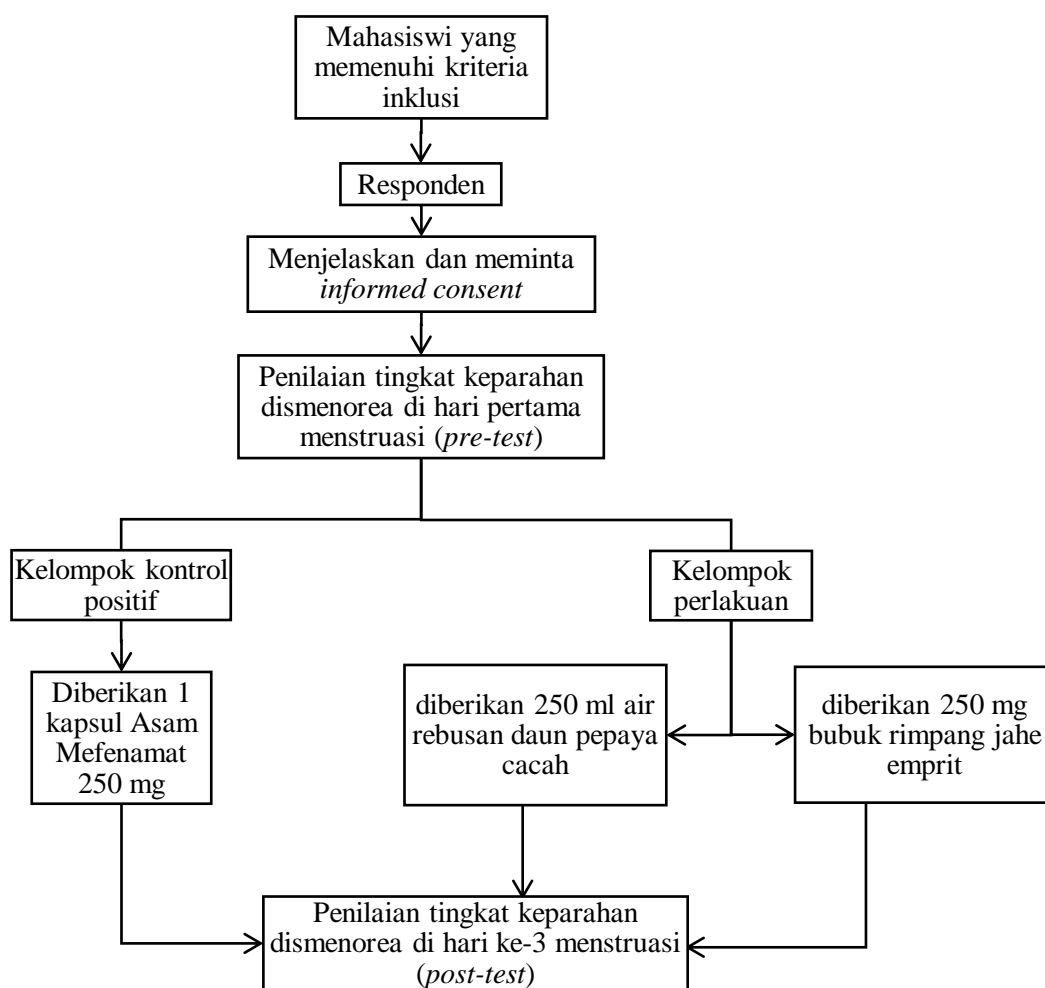 Mahasiswi yang
memenuhi kriteria
inklusi
Responden
Menjelaskan dan meminta
informed consent
Penilaian tingkat keparahan
dismenorea di hari pertama
menstruasi (pre-test)
Kelompok kontrol
positif
Kelompok
perlakuan
Diberikan 1
kapsul Asam
Mefenamat
250 mg
diberikan 250 ml air
rebusan daun pepaya
cacah
diberikan 250 mg
bubuk rimpang jahe
emprit
Penilaian tingkat keparahan
dismenorea di hari ke-3 menstruasi
(post-test)